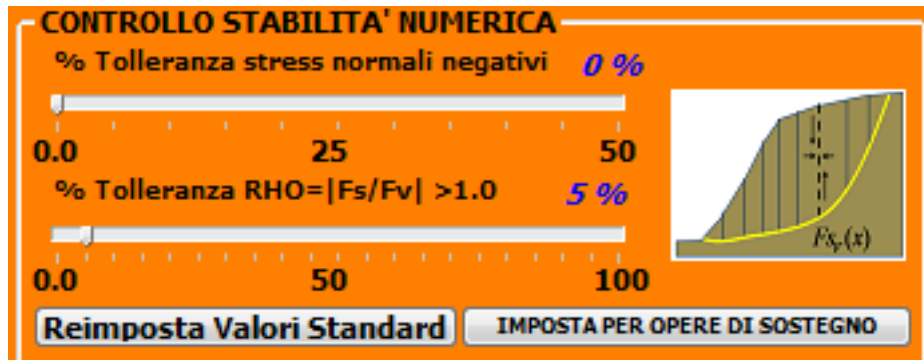 CONTROLLO STABILITA' NUMERICA
% Tolleranza stress normali negativi 0 %
0.0 25 50
% Tolleranza RHO=|Fs/Fv| >1.0 5 %
Fsᵥ(x)
0.0 50 100
Reimposta Valori Standard IMPOSTA PER OPERE DI SOSTEGNO